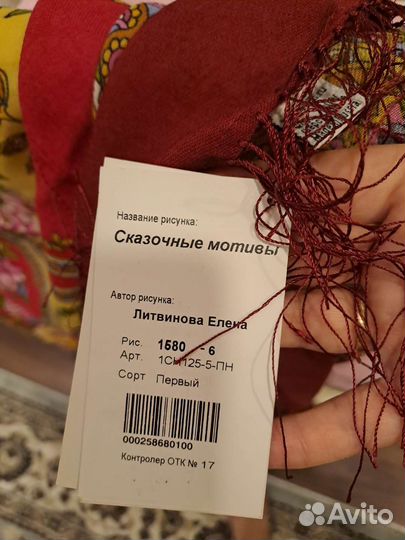 Название рисунка:
Сказочные мотивы
Автор рисунка:
Литвинова Елена
Рис. 1580 - 6
Арт. 1СН125-5-ПН
Сорт Первый
000258680100
Контролер ОТК № 17
Avito